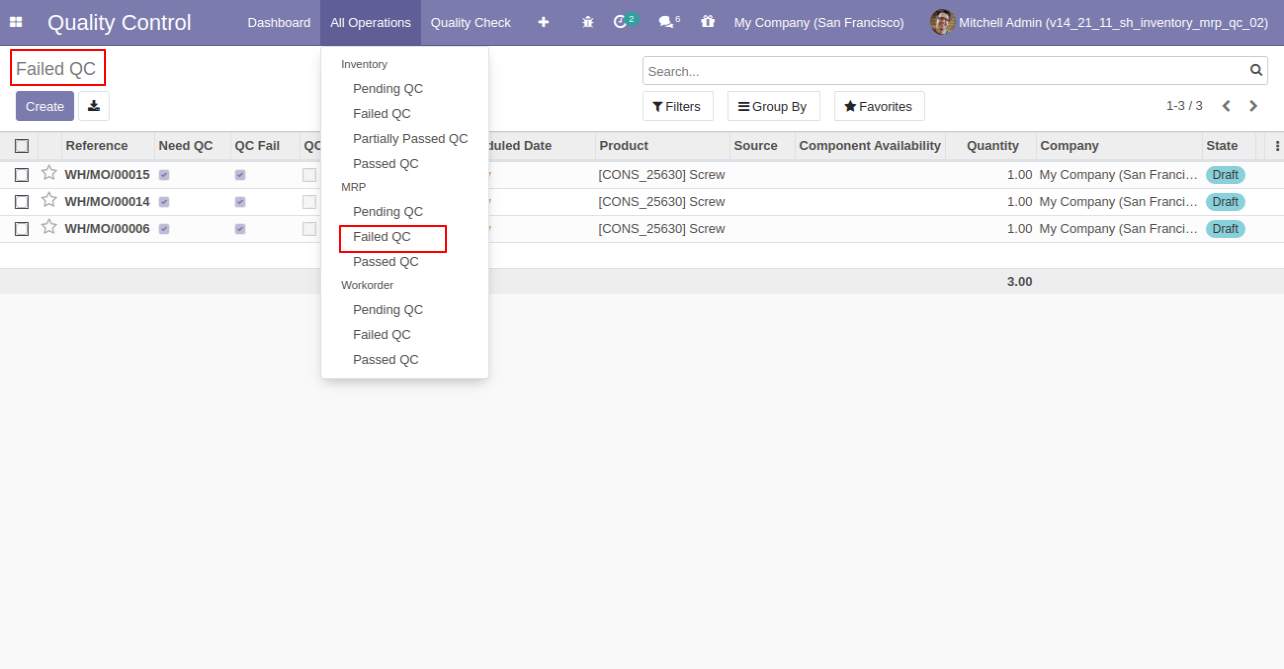 Quality Control Dashboard All Operations Quality Check 2 6 My Company (San Francisco) Mitchell Admin (v14_21_11_sh_inventory_mrp_qc_02)
Failed QC
Search...
Create
Filters Group By Favorites 1-3 / 3
Inventory
Pending QC
Failed QC
Partially Passed QC
Passed QC
MRP
Pending QC
Failed QC
Passed QC
Workorder
Pending QC
Failed QC
Passed QC
Reference Need QC QC Fail Date Product Source Component Availability Quantity Company State
WH/MO/00015 [CONS_25630] Screw 1.00 My Company (San Franci... Draft
WH/MO/00014 [CONS_25630] Screw 1.00 My Company (San Franci... Draft
WH/MO/00006 [CONS_25630] Screw 1.00 My Company (San Franci... Draft
3.00